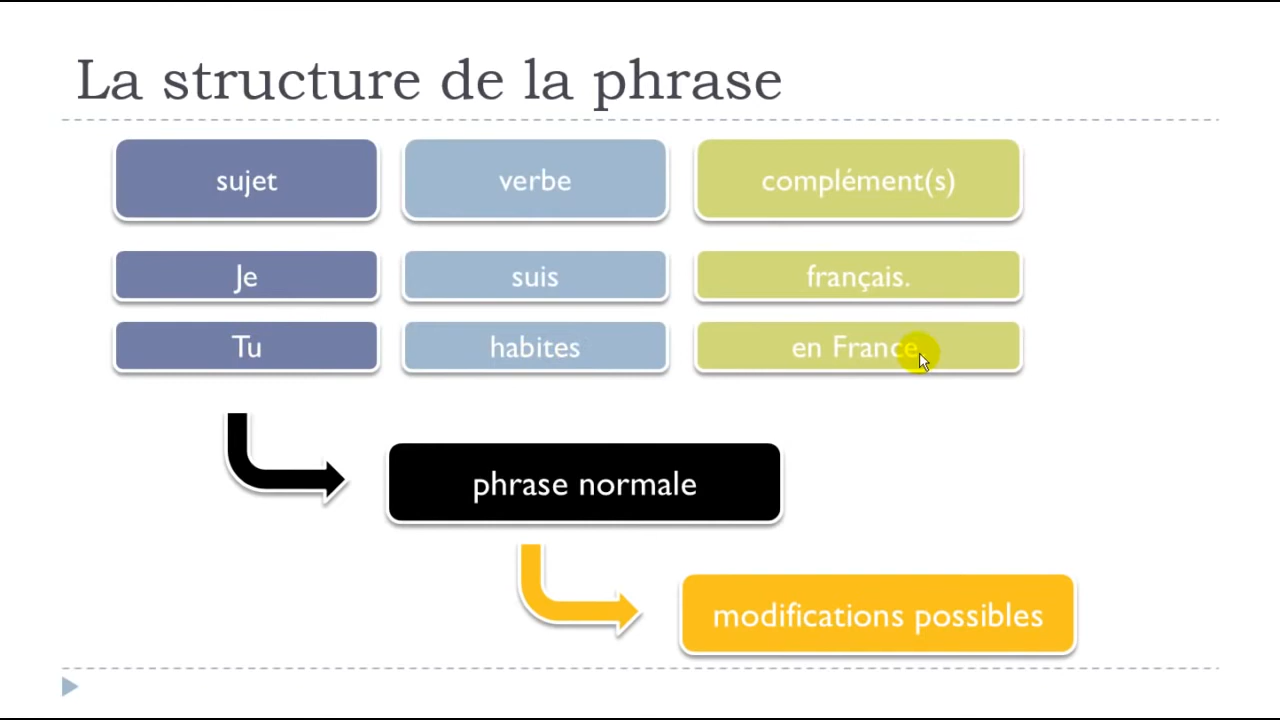 La structure de la phrase
sujet verbe complément(s)
Je suis français.
Tu habites en France
phrase normale
modifications possibles